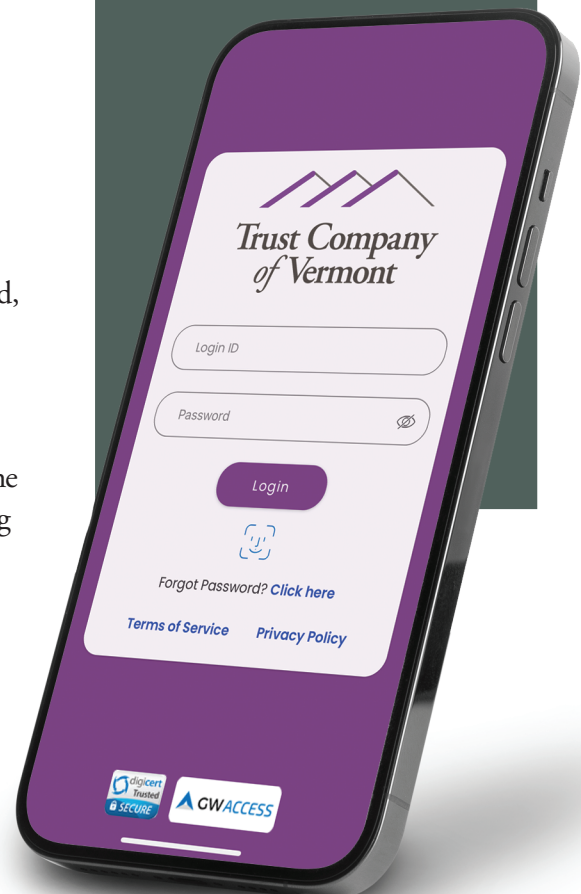 d,
he
g
Trust Company
of Vermont
Login ID
Password
Login
Forgot Password? Click here
Terms of Service Privacy Policy
digicert
Trusted
SECURE
GWACCESS